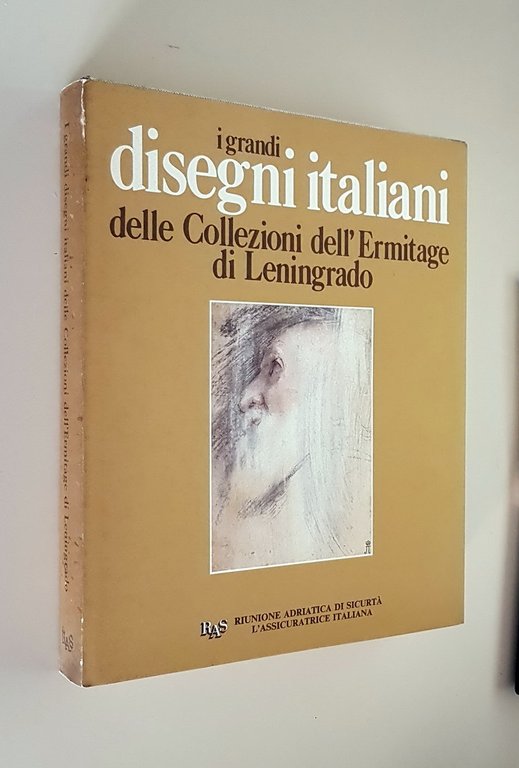 i grandi
disegni italiani
delle Collezioni dell'Ermitage
di Leningrado
RAS RIUNIONE ADRIATICA DI SICURTÀ
L'ASSICURATRICE ITALIANA
I grandi disegni italiani delle Collezioni dell'Ermitage di Leningrado
RAS